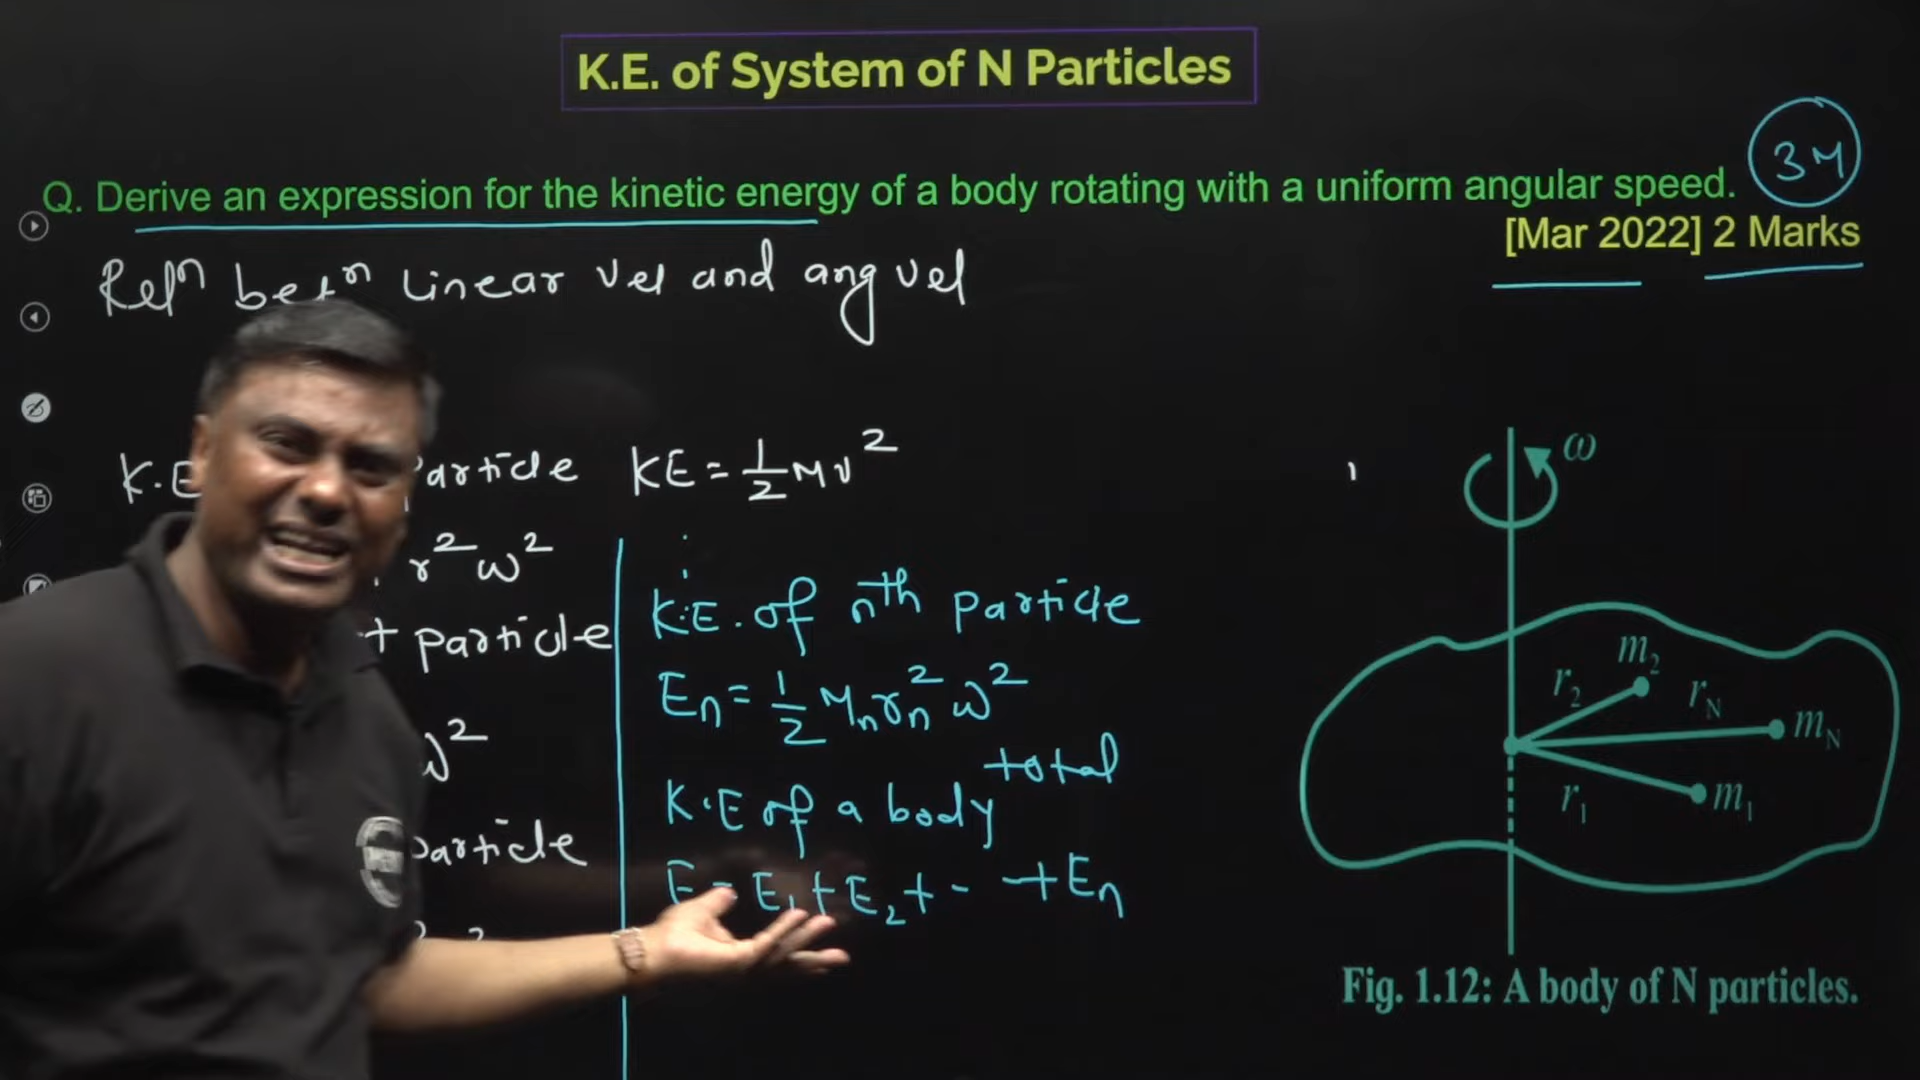 K.E. of System of N Particles
3M
Q. Derive an expression for the kinetic energy of a body rotating with a uniform angular speed.
[Mar 2022] 2 Marks
Relⁿ betⁿ linear vel and ang vel
K.E particle KE = 1/2 Mv²
r²ω²
particle
ω²
particle
K.E. of nth particle
Eₙ = 1/2 Mₙrₙ²ω²
total
K.E of a body
E = E₁ + E₂ + - - + Eₙ
ω
m₂
r₂
r_N
m_N
r₁
m₁
Fig. 1.12: A body of N particles.